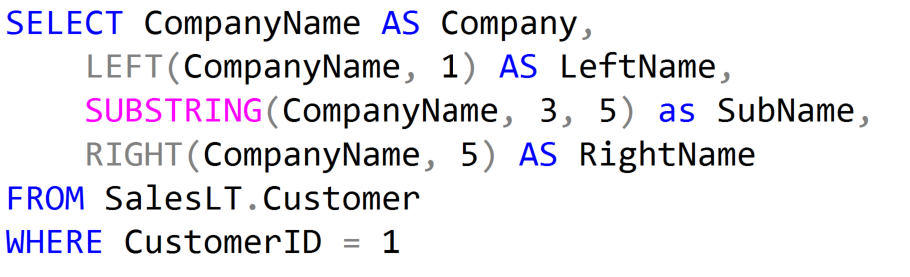 SELECT CompanyName AS Company,
    LEFT(CompanyName, 1) AS LeftName,
    SUBSTRING(CompanyName, 3, 5) as SubName,
    RIGHT(CompanyName, 5) AS RightName
FROM SalesLT.Customer
WHERE CustomerID = 1